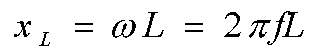 x_L = ωL = 2πfL